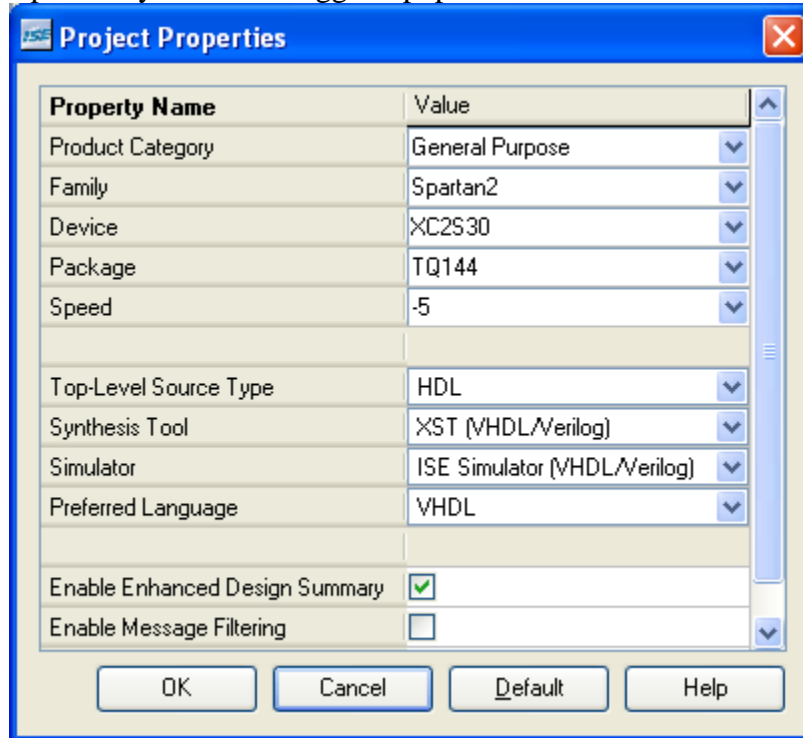 ISE Project Properties
Property Name Value
Product Category General Purpose
Family Spartan2
Device XC2S30
Package TQ144
Speed -5
Top-Level Source Type HDL
Synthesis Tool XST (VHDL/Verilog)
Simulator ISE Simulator (VHDL/Verilog)
Preferred Language VHDL
Enable Enhanced Design Summary
Enable Message Filtering
OK Cancel Default Help